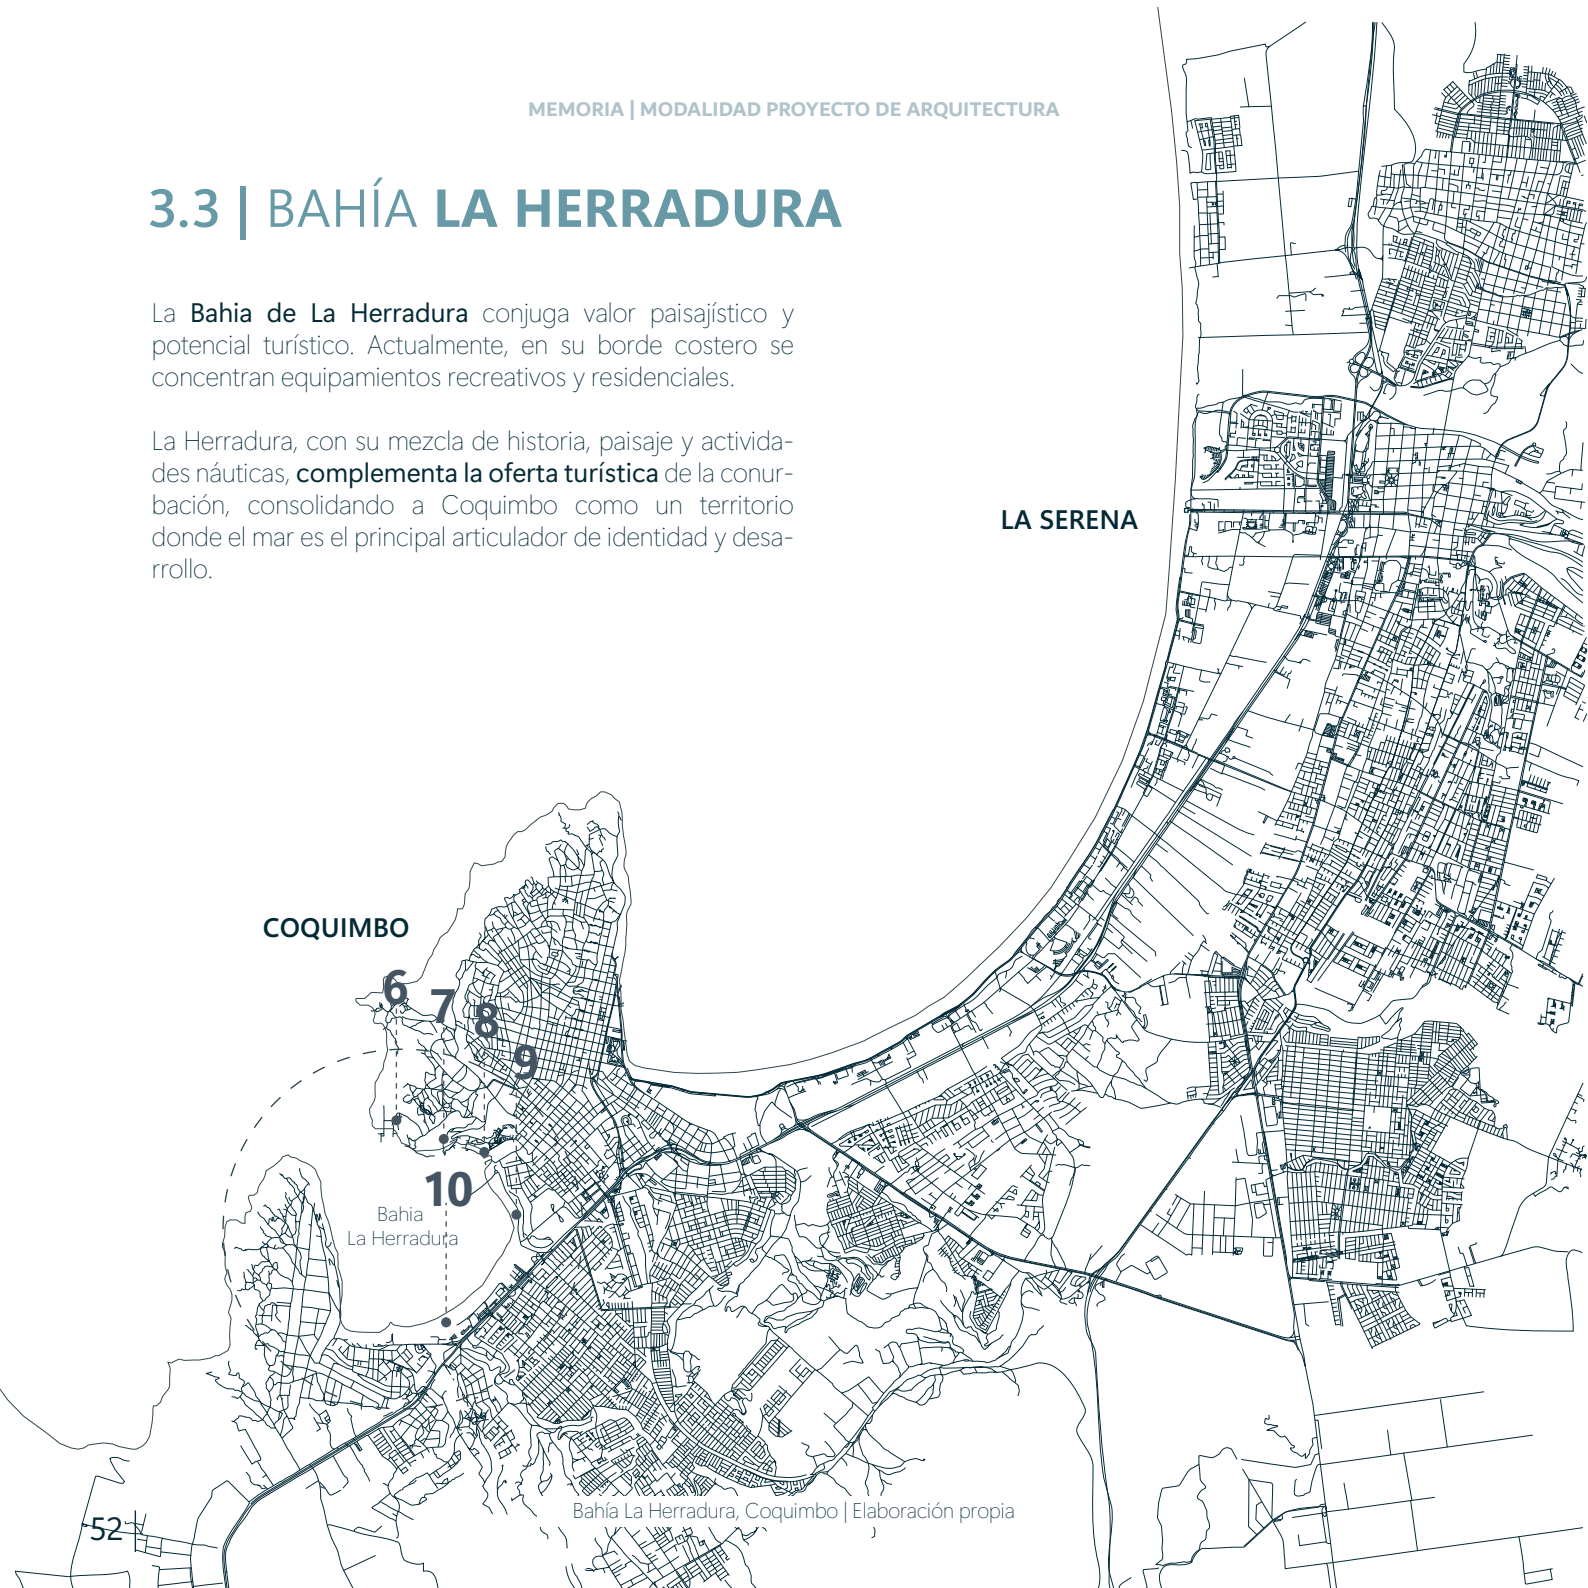 MEMORIA | MODALIDAD PROYECTO DE ARQUITECTURA
3.3 | BAHÍA LA HERRADURA
La Bahia de La Herradura conjuga valor paisajístico y
potencial turístico. Actualmente, en su borde costero se
concentran equipamientos recreativos y residenciales.
La Herradura, con su mezcla de historia, paisaje y activida-
des náuticas, complementa la oferta turística de la conur-
bación, consolidando a Coquimbo como un territorio
donde el mar es el principal articulador de identidad y desa-
rrollo.
LA SERENA
COQUIMBO
6
7
8
9
10
Bahia
La Herradura
Bahía La Herradura, Coquimbo | Elaboración propia
52